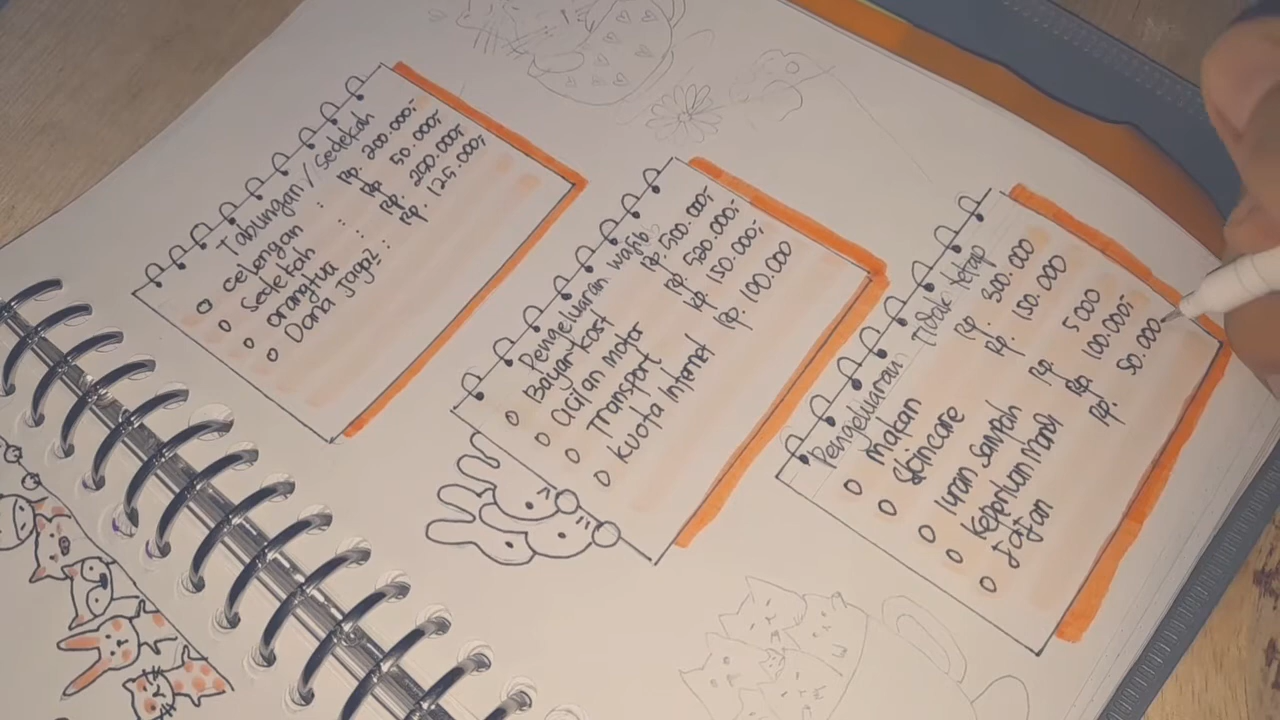 Tabungan // Sedekah
celengan : Rp. 200.000;-
Sedekah : Rp 50.000;
orangtua : Rp. 200.000;
Dana Jaga2 : Rp. 125.000;
Pengeluaran wajib
Bayar kost Rp. 500.000;-
Cicilan motor Rp 520.000;-
Transport Rp. 150.000;
Kuota Internet Rp. 100.000
Pengeluaran Tidak tetap
Makan Rp 300.000
Skincare Rp. 150.000
Iuran Sampah Rp 5.000
Keperluan Mandi Rp 100.000;-
Jajan Rp. 50.000